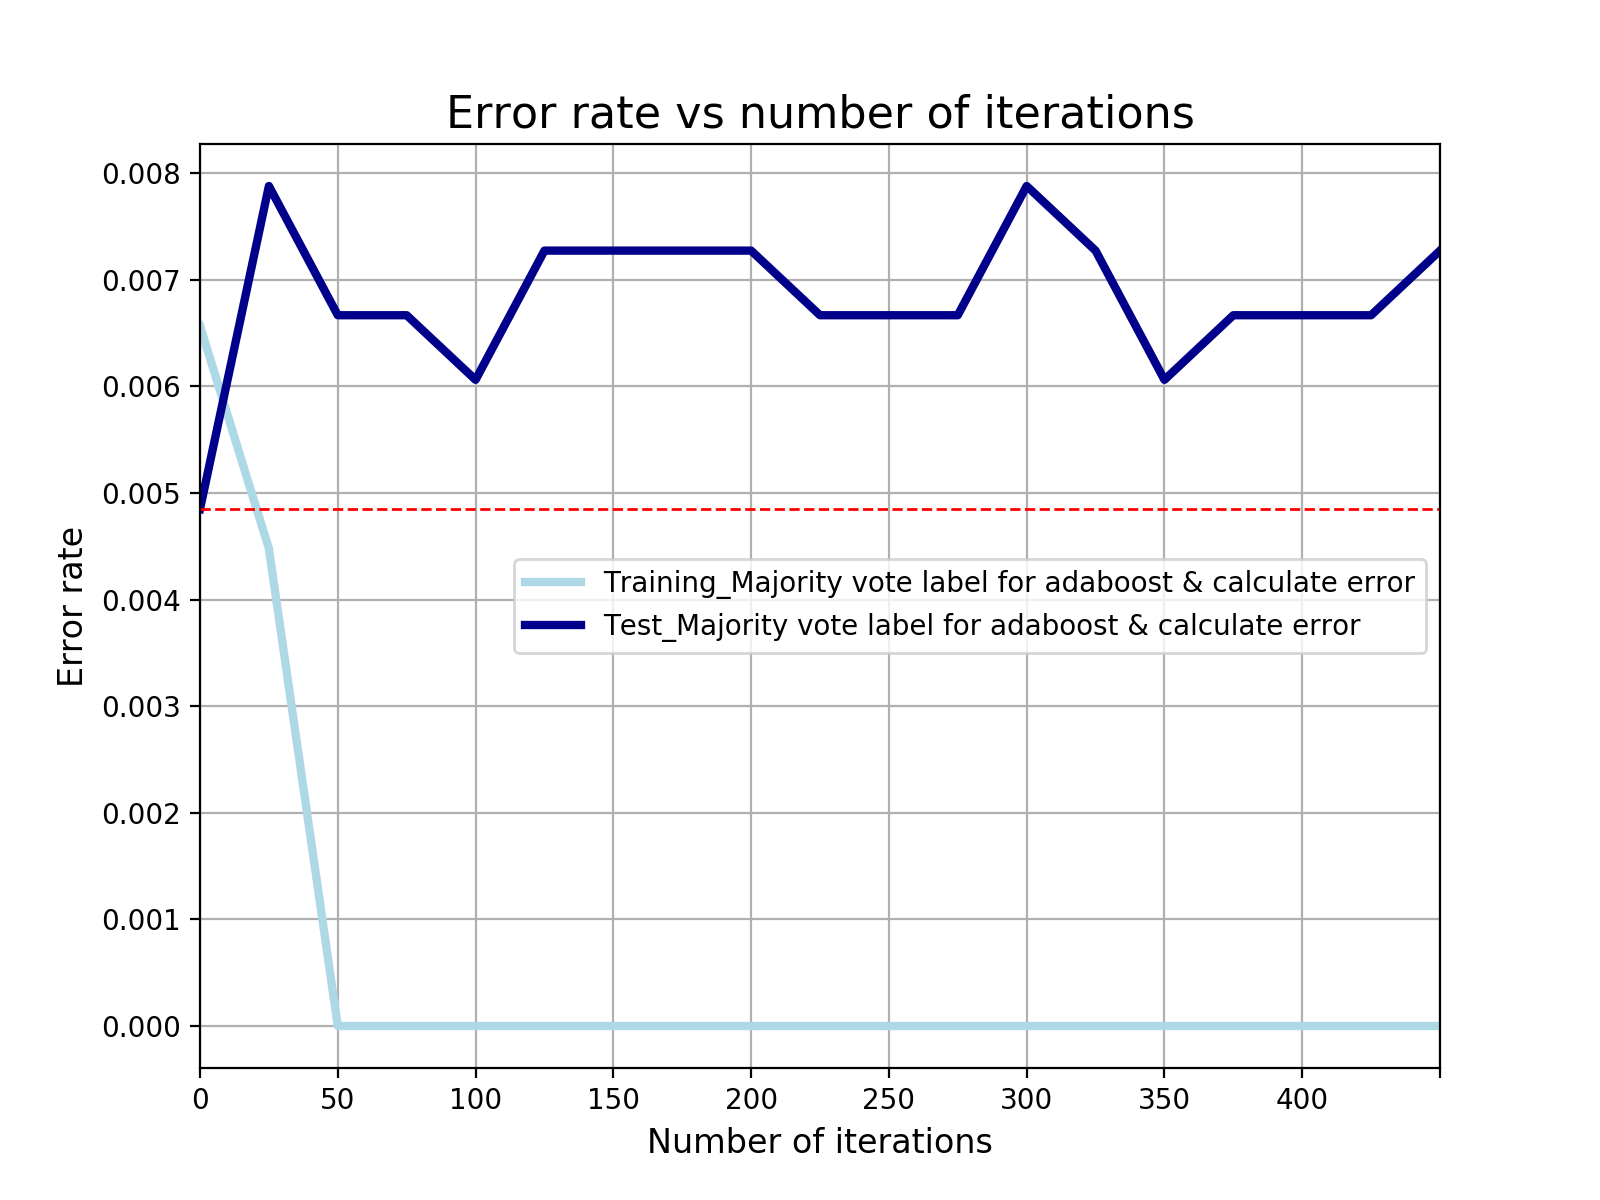 Error rate vs number of iterations
0.008
0.007
0.006
0.005
0.004
0.003
0.002
0.001
0.000
Error rate
Training_Majority vote label for adaboost & calculate error
Test_Majority vote label for adaboost & calculate error
0 50 100 150 200 250 300 350 400
Number of iterations